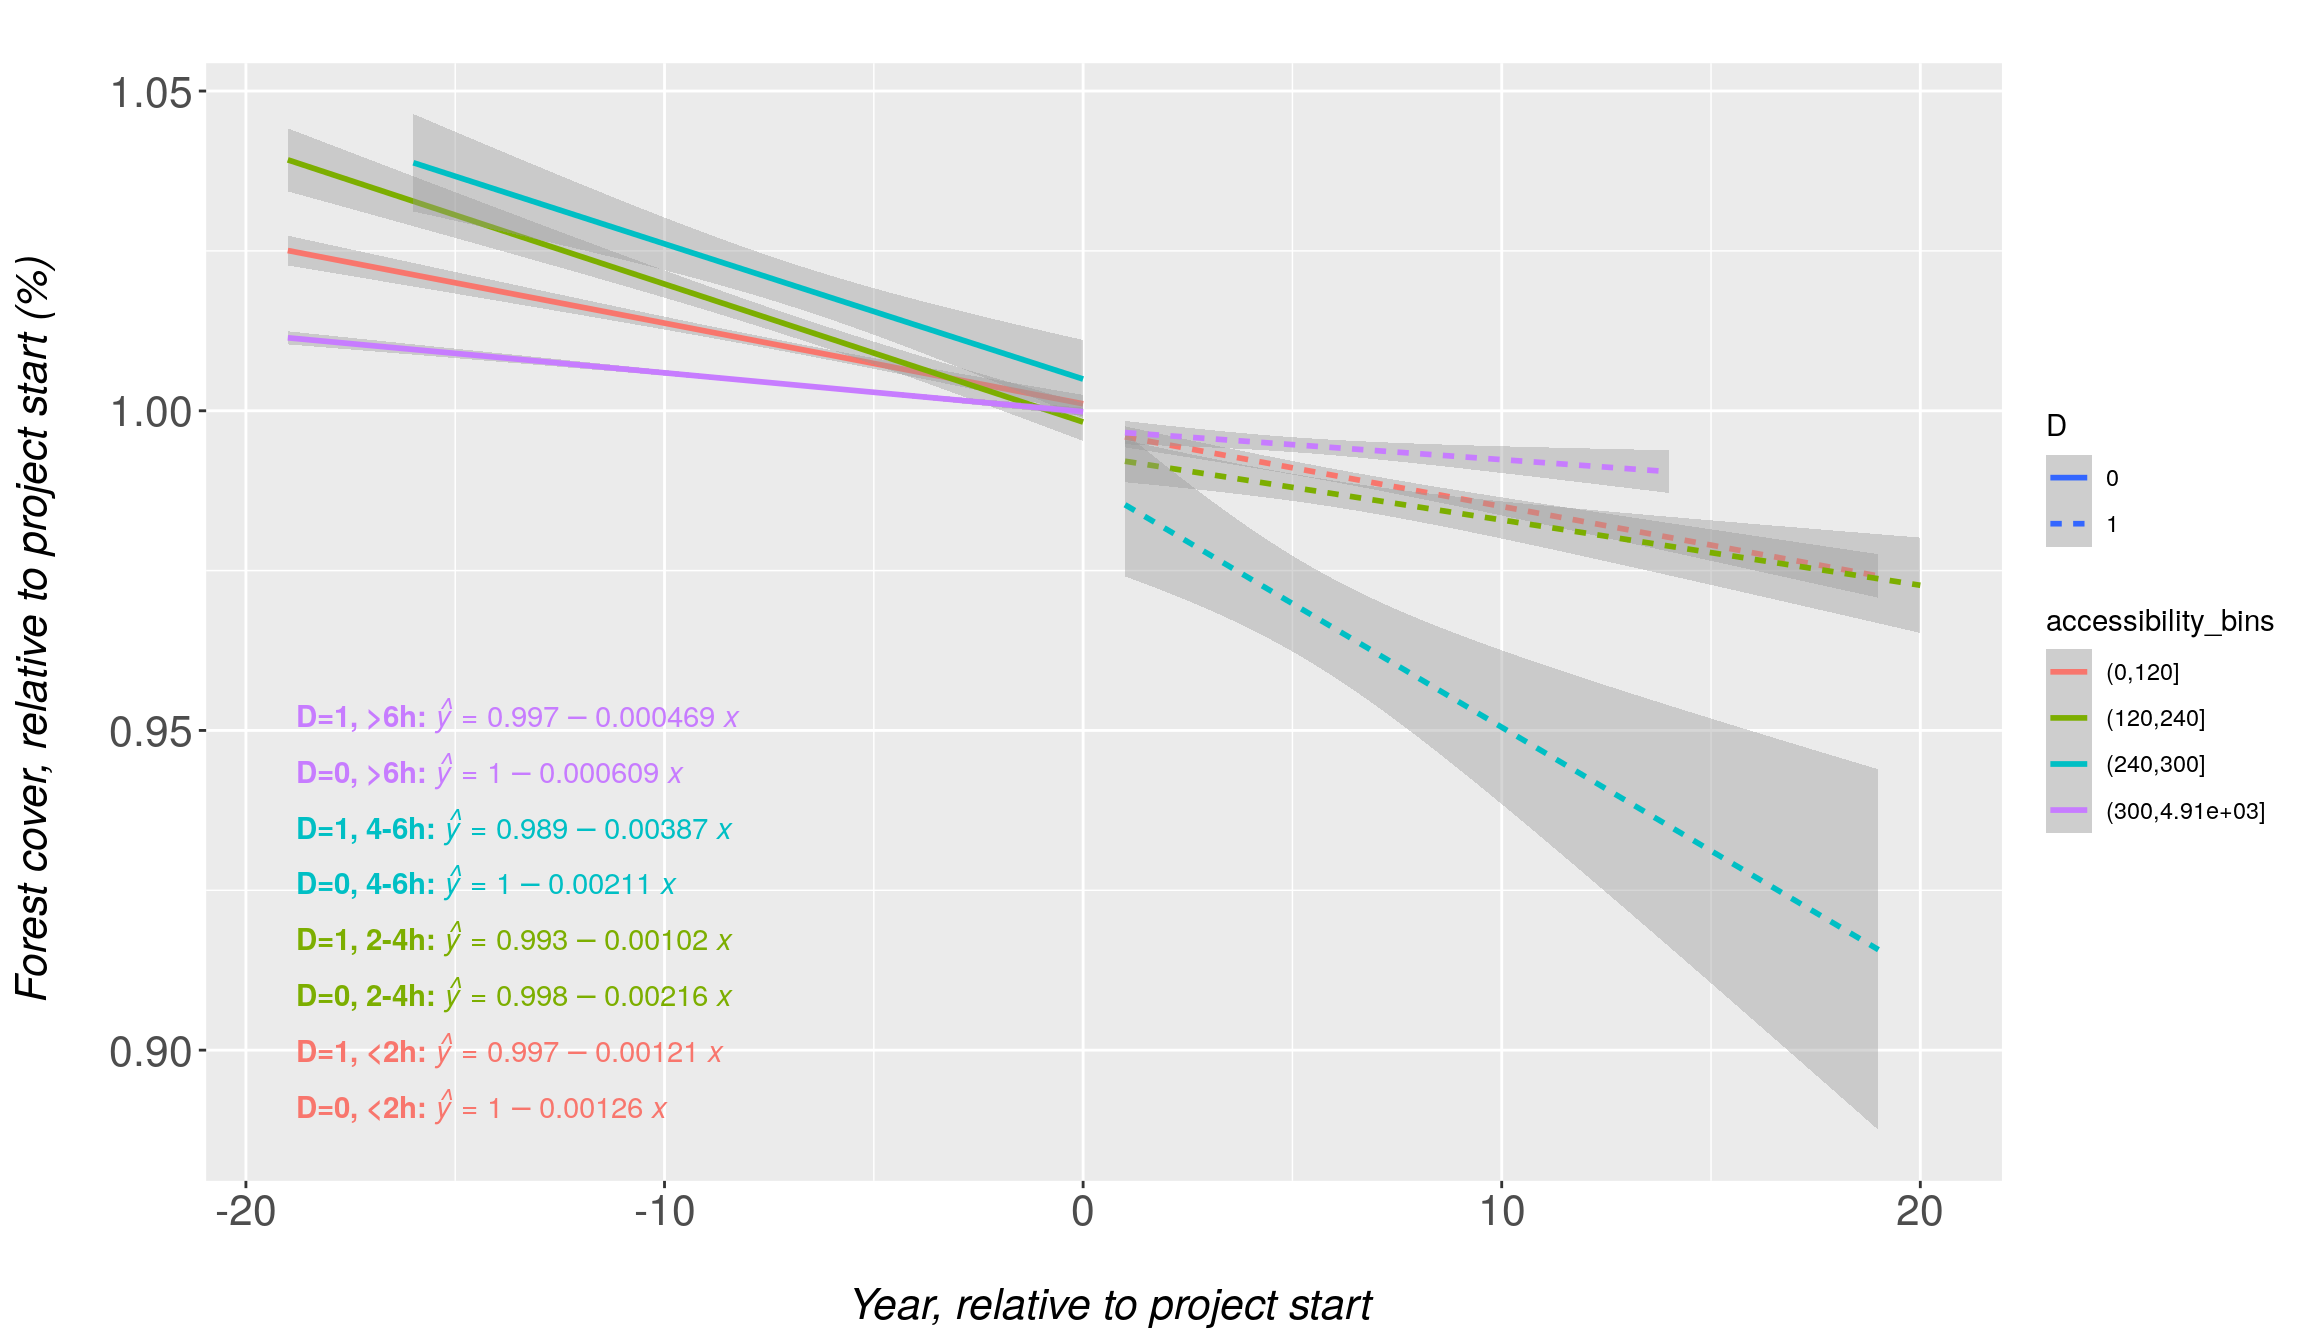 Forest cover, relative to project start (%)
1.05
1.00
0.95
0.90
D=1, >6h: ŷ = 0.997 − 0.000469 x
D=0, >6h: ŷ = 1 − 0.000609 x
D=1, 4-6h: ŷ = 0.989 − 0.00387 x
D=0, 4-6h: ŷ = 1 − 0.00211 x
D=1, 2-4h: ŷ = 0.993 − 0.00102 x
D=0, 2-4h: ŷ = 0.998 − 0.00216 x
D=1, <2h: ŷ = 0.997 − 0.00121 x
D=0, <2h: ŷ = 1 − 0.00126 x
-20 -10 0 10 20
Year, relative to project start
D
0
1
accessibility_bins
(0,120]
(120,240]
(240,300]
(300,4.91e+03]